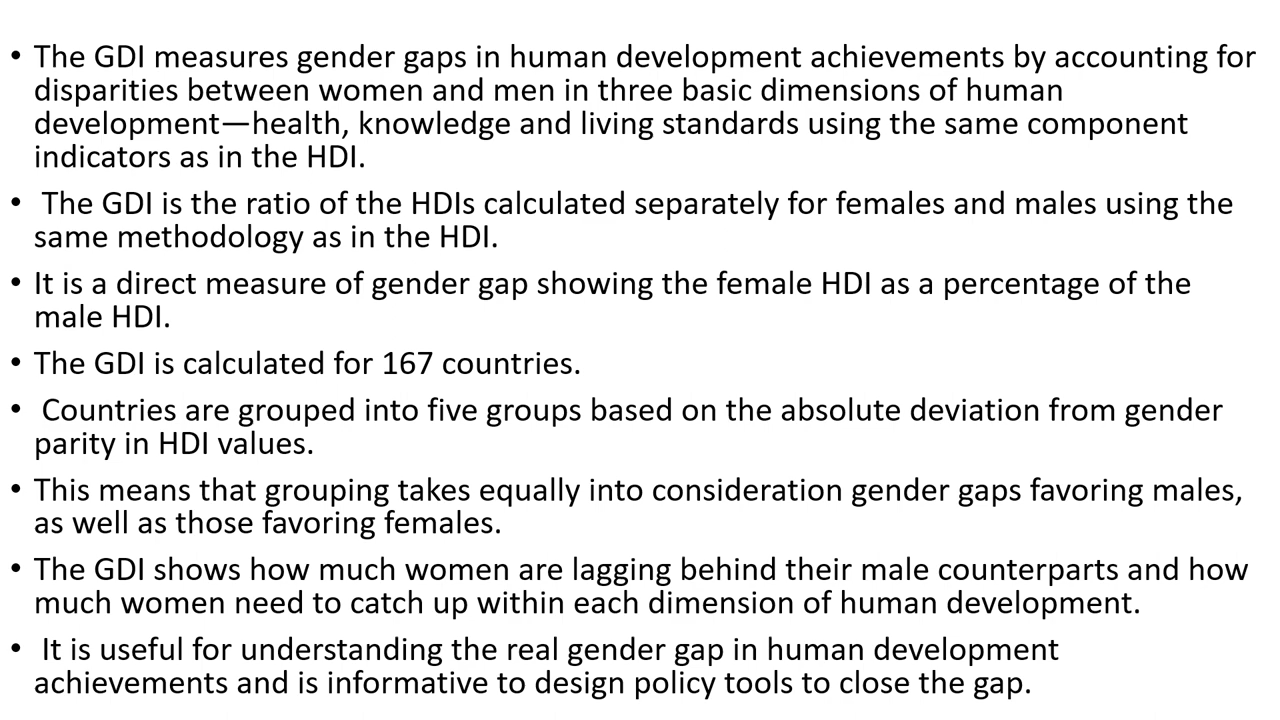 • The GDI measures gender gaps in human development achievements by accounting for
disparities between women and men in three basic dimensions of human
development—health, knowledge and living standards using the same component
indicators as in the HDI.
• The GDI is the ratio of the HDIs calculated separately for females and males using the
same methodology as in the HDI.
• It is a direct measure of gender gap showing the female HDI as a percentage of the
male HDI.
• The GDI is calculated for 167 countries.
• Countries are grouped into five groups based on the absolute deviation from gender
parity in HDI values.
• This means that grouping takes equally into consideration gender gaps favoring males,
as well as those favoring females.
• The GDI shows how much women are lagging behind their male counterparts and how
much women need to catch up within each dimension of human development.
• It is useful for understanding the real gender gap in human development
achievements and is informative to design policy tools to close the gap.